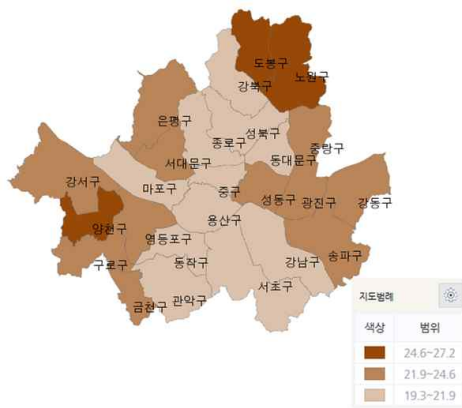 도봉구
노원구
강북구
은평구
성북구
종로구
중랑구
서대문구
동대문구
강서구
마포구
중구
성동구
광진구
강동구
양천구
용산구
영등포구
구로구
동작구
강남구
송파구
서초구
관악구
금천구
지도범례
색상 범위
24.6~27.2
21.9~24.6
19.3~21.9